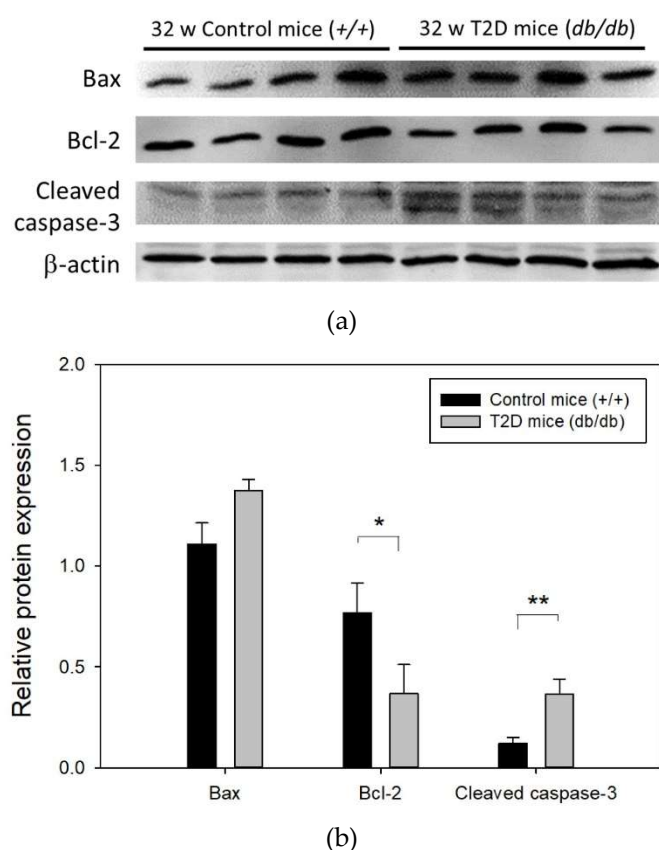 32 w Control mice (+/+) 32 w T2D mice (db/db)
Bax
Bcl-2
Cleaved
caspase-3
β-actin
(a)
2.0
Control mice (+/+)
T2D mice (db/db)
1.5
*
1.0
**
0.5
0.0
Relative protein expression
Bax Bcl-2 Cleaved caspase-3
(b)